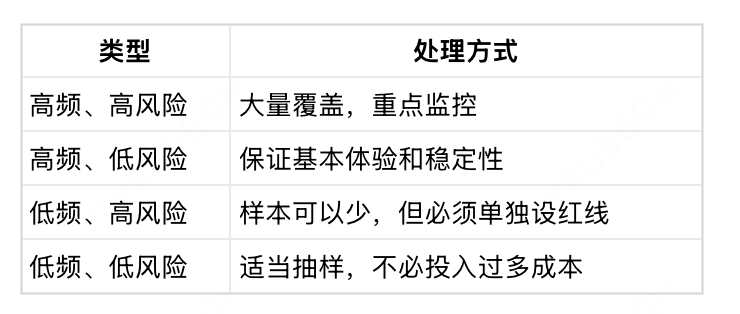 类型 处理方式
高频、高风险 大量覆盖，重点监控
高频、低风险 保证基本体验和稳定性
低频、高风险 样本可以少，但必须单独设红线
低频、低风险 适当抽样，不必投入过多成本